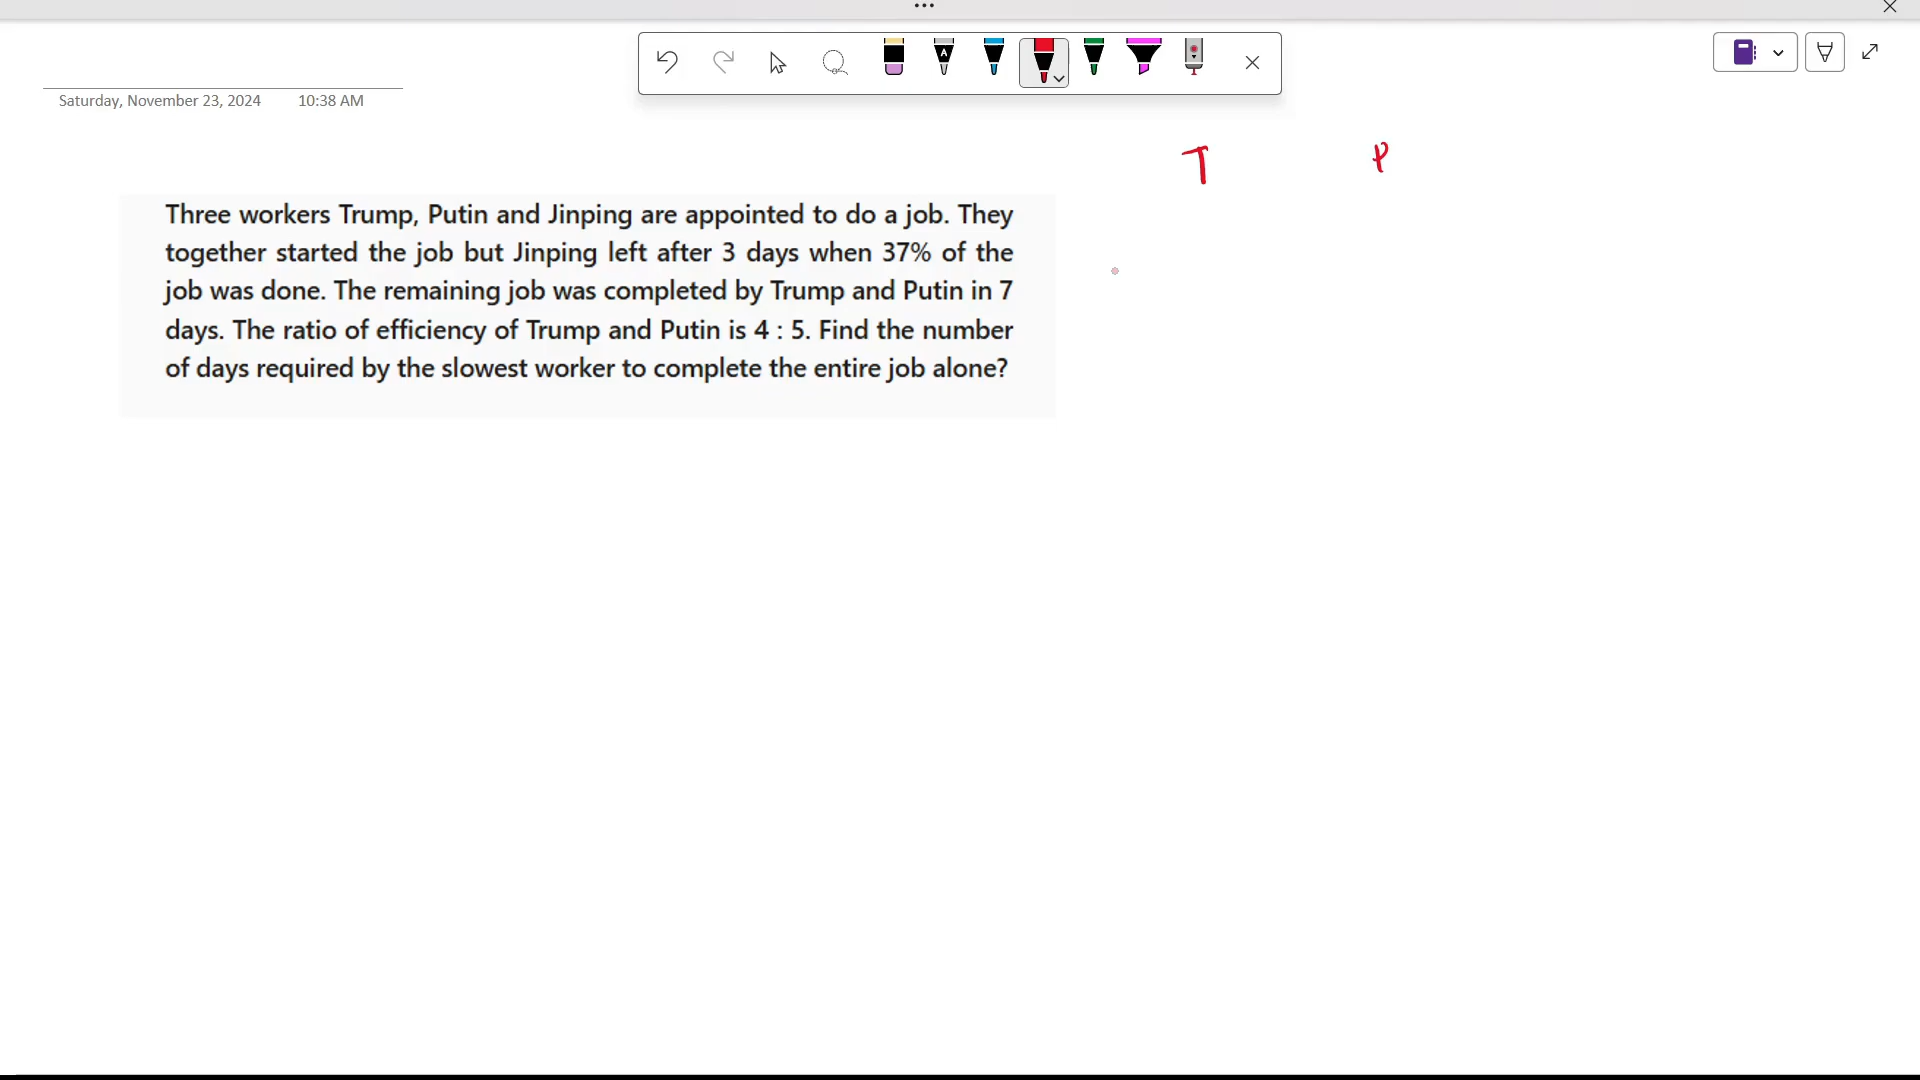 Saturday, November 23, 2024 10:38 AM
T P
Three workers Trump, Putin and Jinping are appointed to do a job. They
together started the job but Jinping left after 3 days when 37% of the
job was done. The remaining job was completed by Trump and Putin in 7
days. The ratio of efficiency of Trump and Putin is 4 : 5. Find the number
of days required by the slowest worker to complete the entire job alone?